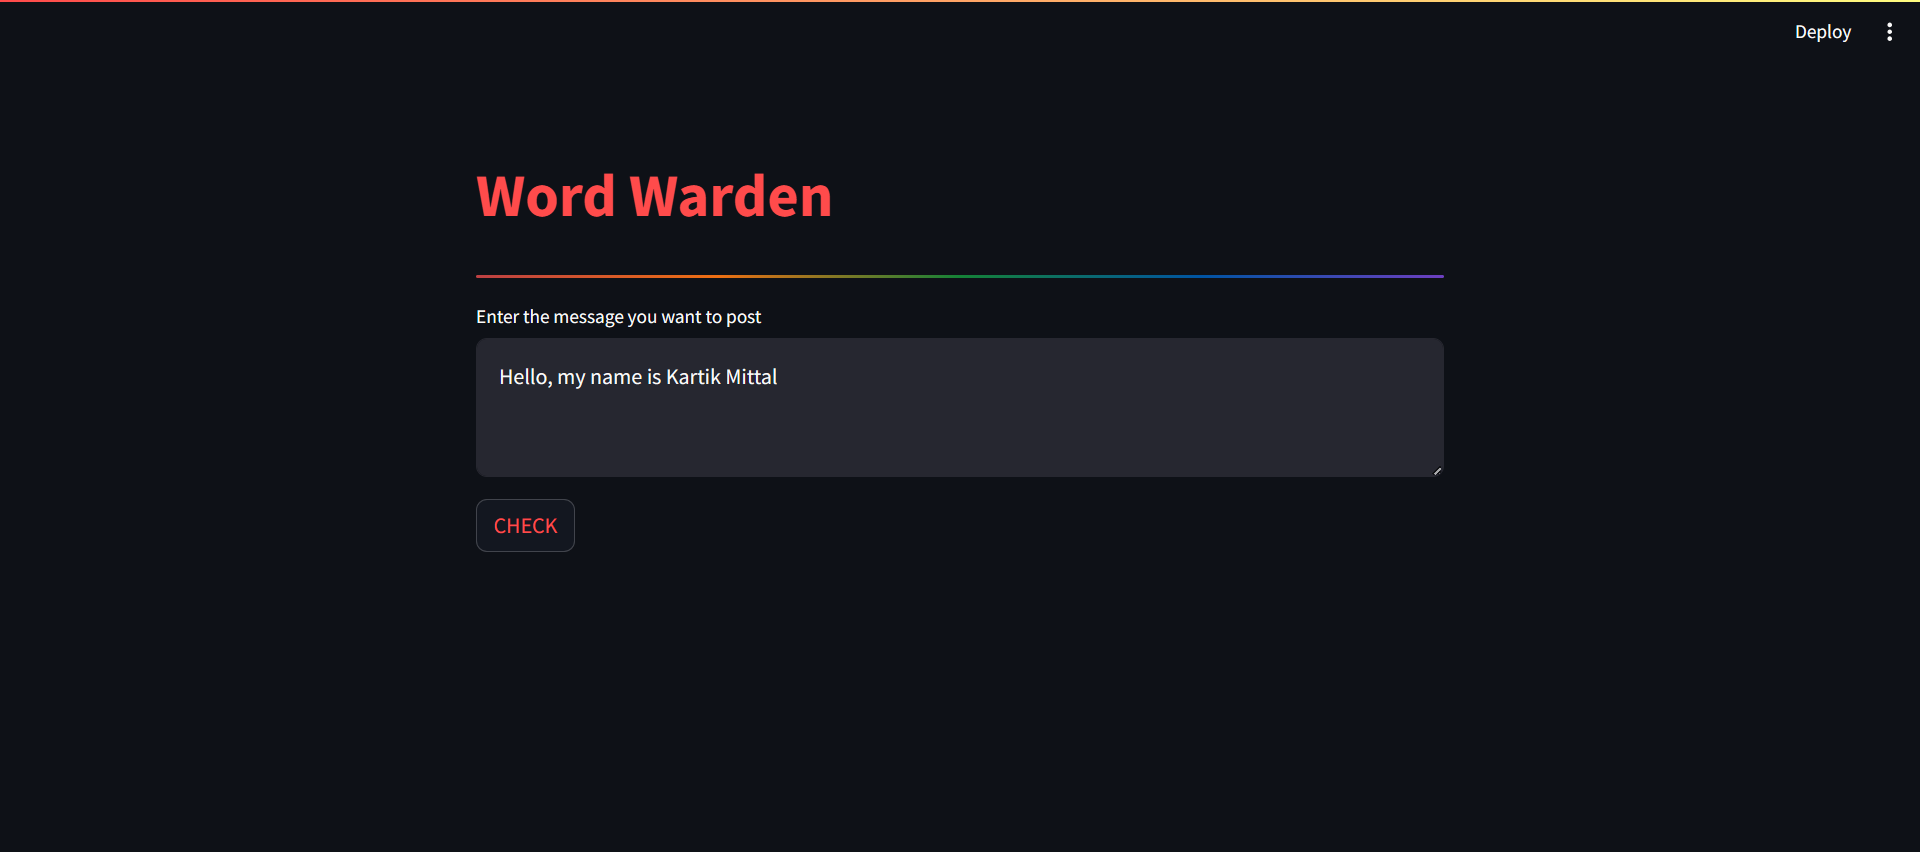 Deploy
Word Warden
Enter the message you want to post
Hello, my name is Kartik Mittal
CHECK